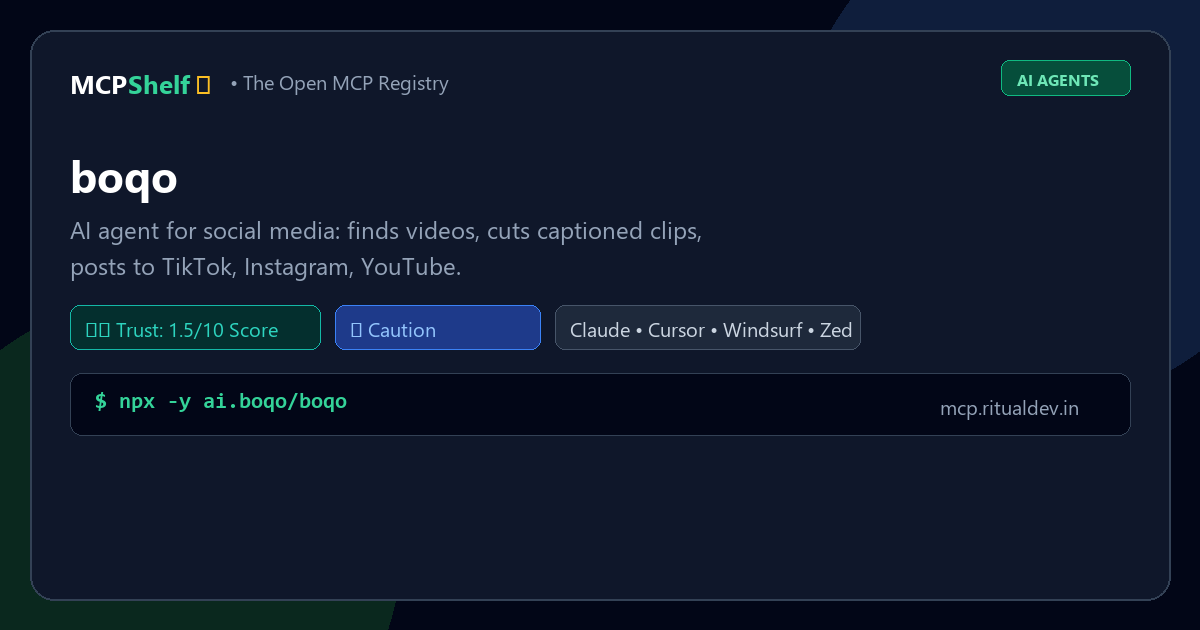 MCPShelf • The Open MCP Registry
AI AGENTS
boqo
AI agent for social media: finds videos, cuts captioned clips,
posts to TikTok, Instagram, YouTube.
Trust: 1.5/10 Score
Caution
Claude • Cursor • Windsurf • Zed
$ npx -y ai.boqo/boqo
mcp.ritualdev.in